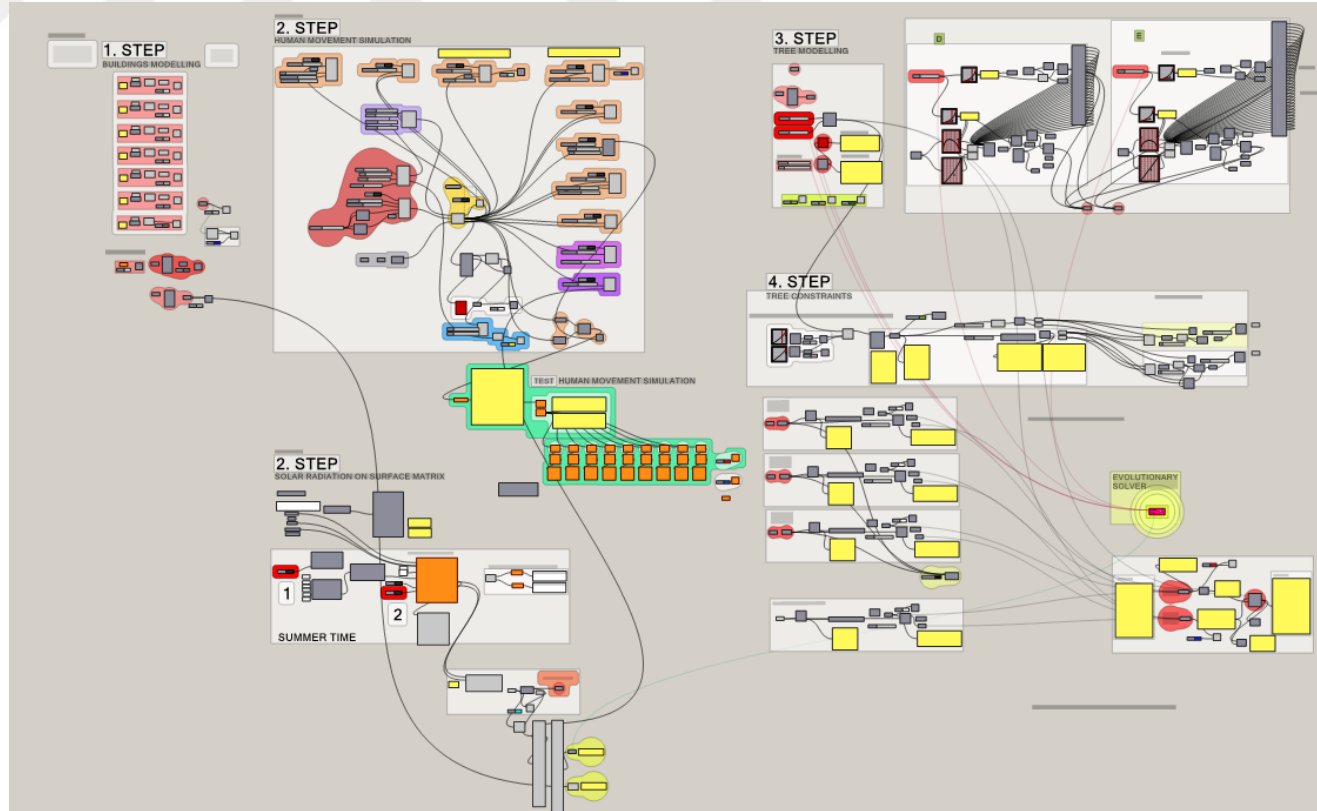 1. STEP
BUILDINGS MODELLING
2. STEP
HUMAN MOVEMENT SIMULATION
3. STEP
TREE MODELLING
D
E
4. STEP
TREE CONSTRAINTS
TEST HUMAN MOVEMENT SIMULATION
2. STEP
SOLAR RADIATION ON SURFACE MATRIX
1
2
SUMMER TIME
EVOLUTIONARY
SOLVER